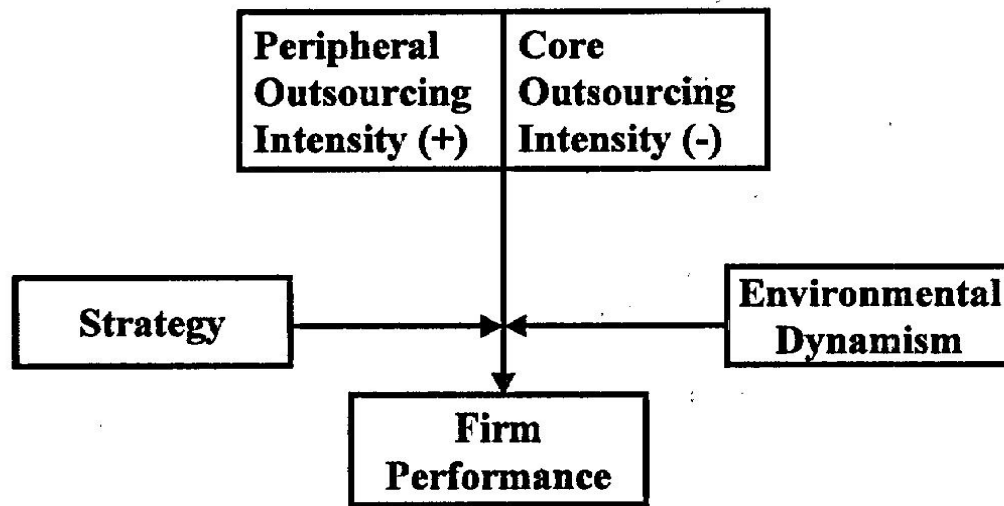 Peripheral
Outsourcing
Intensity (+)
Core
Outsourcing
Intensity (-)
Strategy
Environmental
Dynamism
Firm
Performance